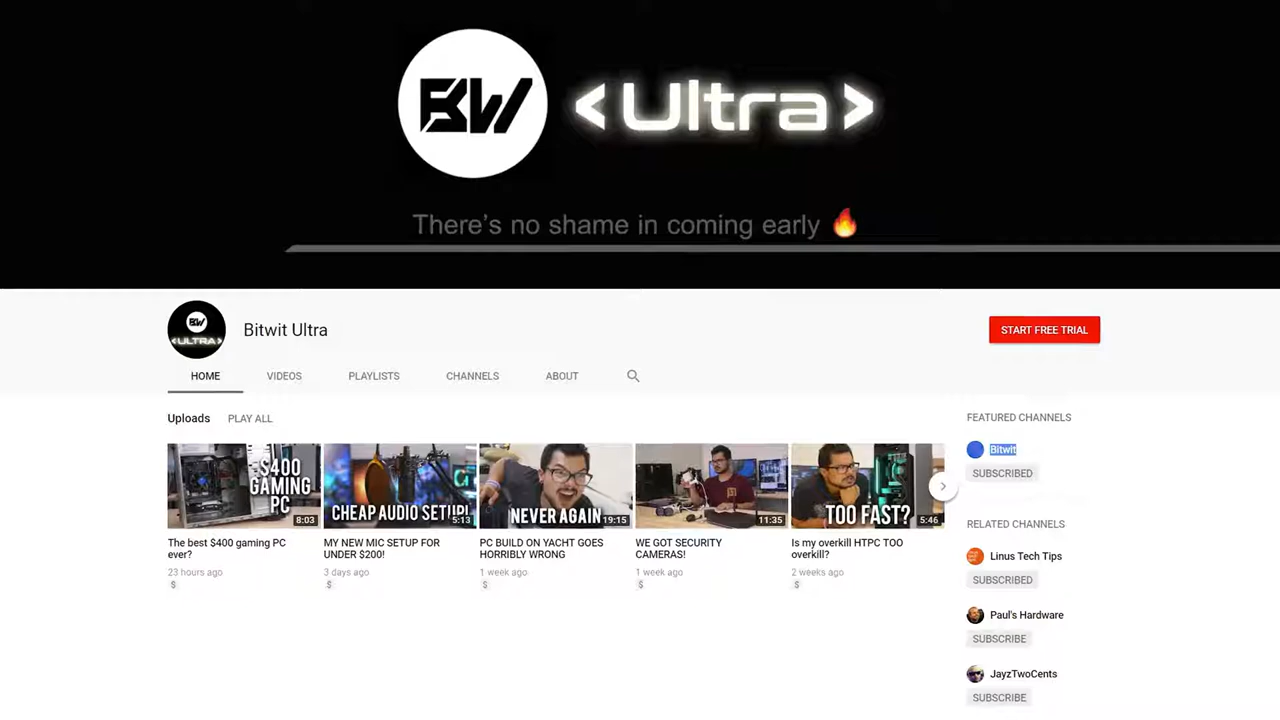 BW <Ultra>
There's no shame in coming early 🔥
BW
<ULTRA>
Bitwit Ultra
START FREE TRIAL
HOME VIDEOS PLAYLISTS CHANNELS ABOUT
Uploads PLAY ALL
$400
GAMING
PC
8:03
CHEAP AUDIO SETUP!
5:13
NEVER AGAIN
19:15
11:35
TOO FAST?
5:46
The best $400 gaming PC
ever?
23 hours ago
$
MY NEW MIC SETUP FOR
UNDER $200!
3 days ago
$
PC BUILD ON YACHT GOES
HORRIBLY WRONG
1 week ago
$
WE GOT SECURITY
CAMERAS!
1 week ago
$
Is my overkill HTPC TOO
overkill?
2 weeks ago
$
FEATURED CHANNELS
Bitwit
SUBSCRIBED
RELATED CHANNELS
Linus Tech Tips
SUBSCRIBED
Paul's Hardware
SUBSCRIBE
JayzTwoCents
SUBSCRIBE